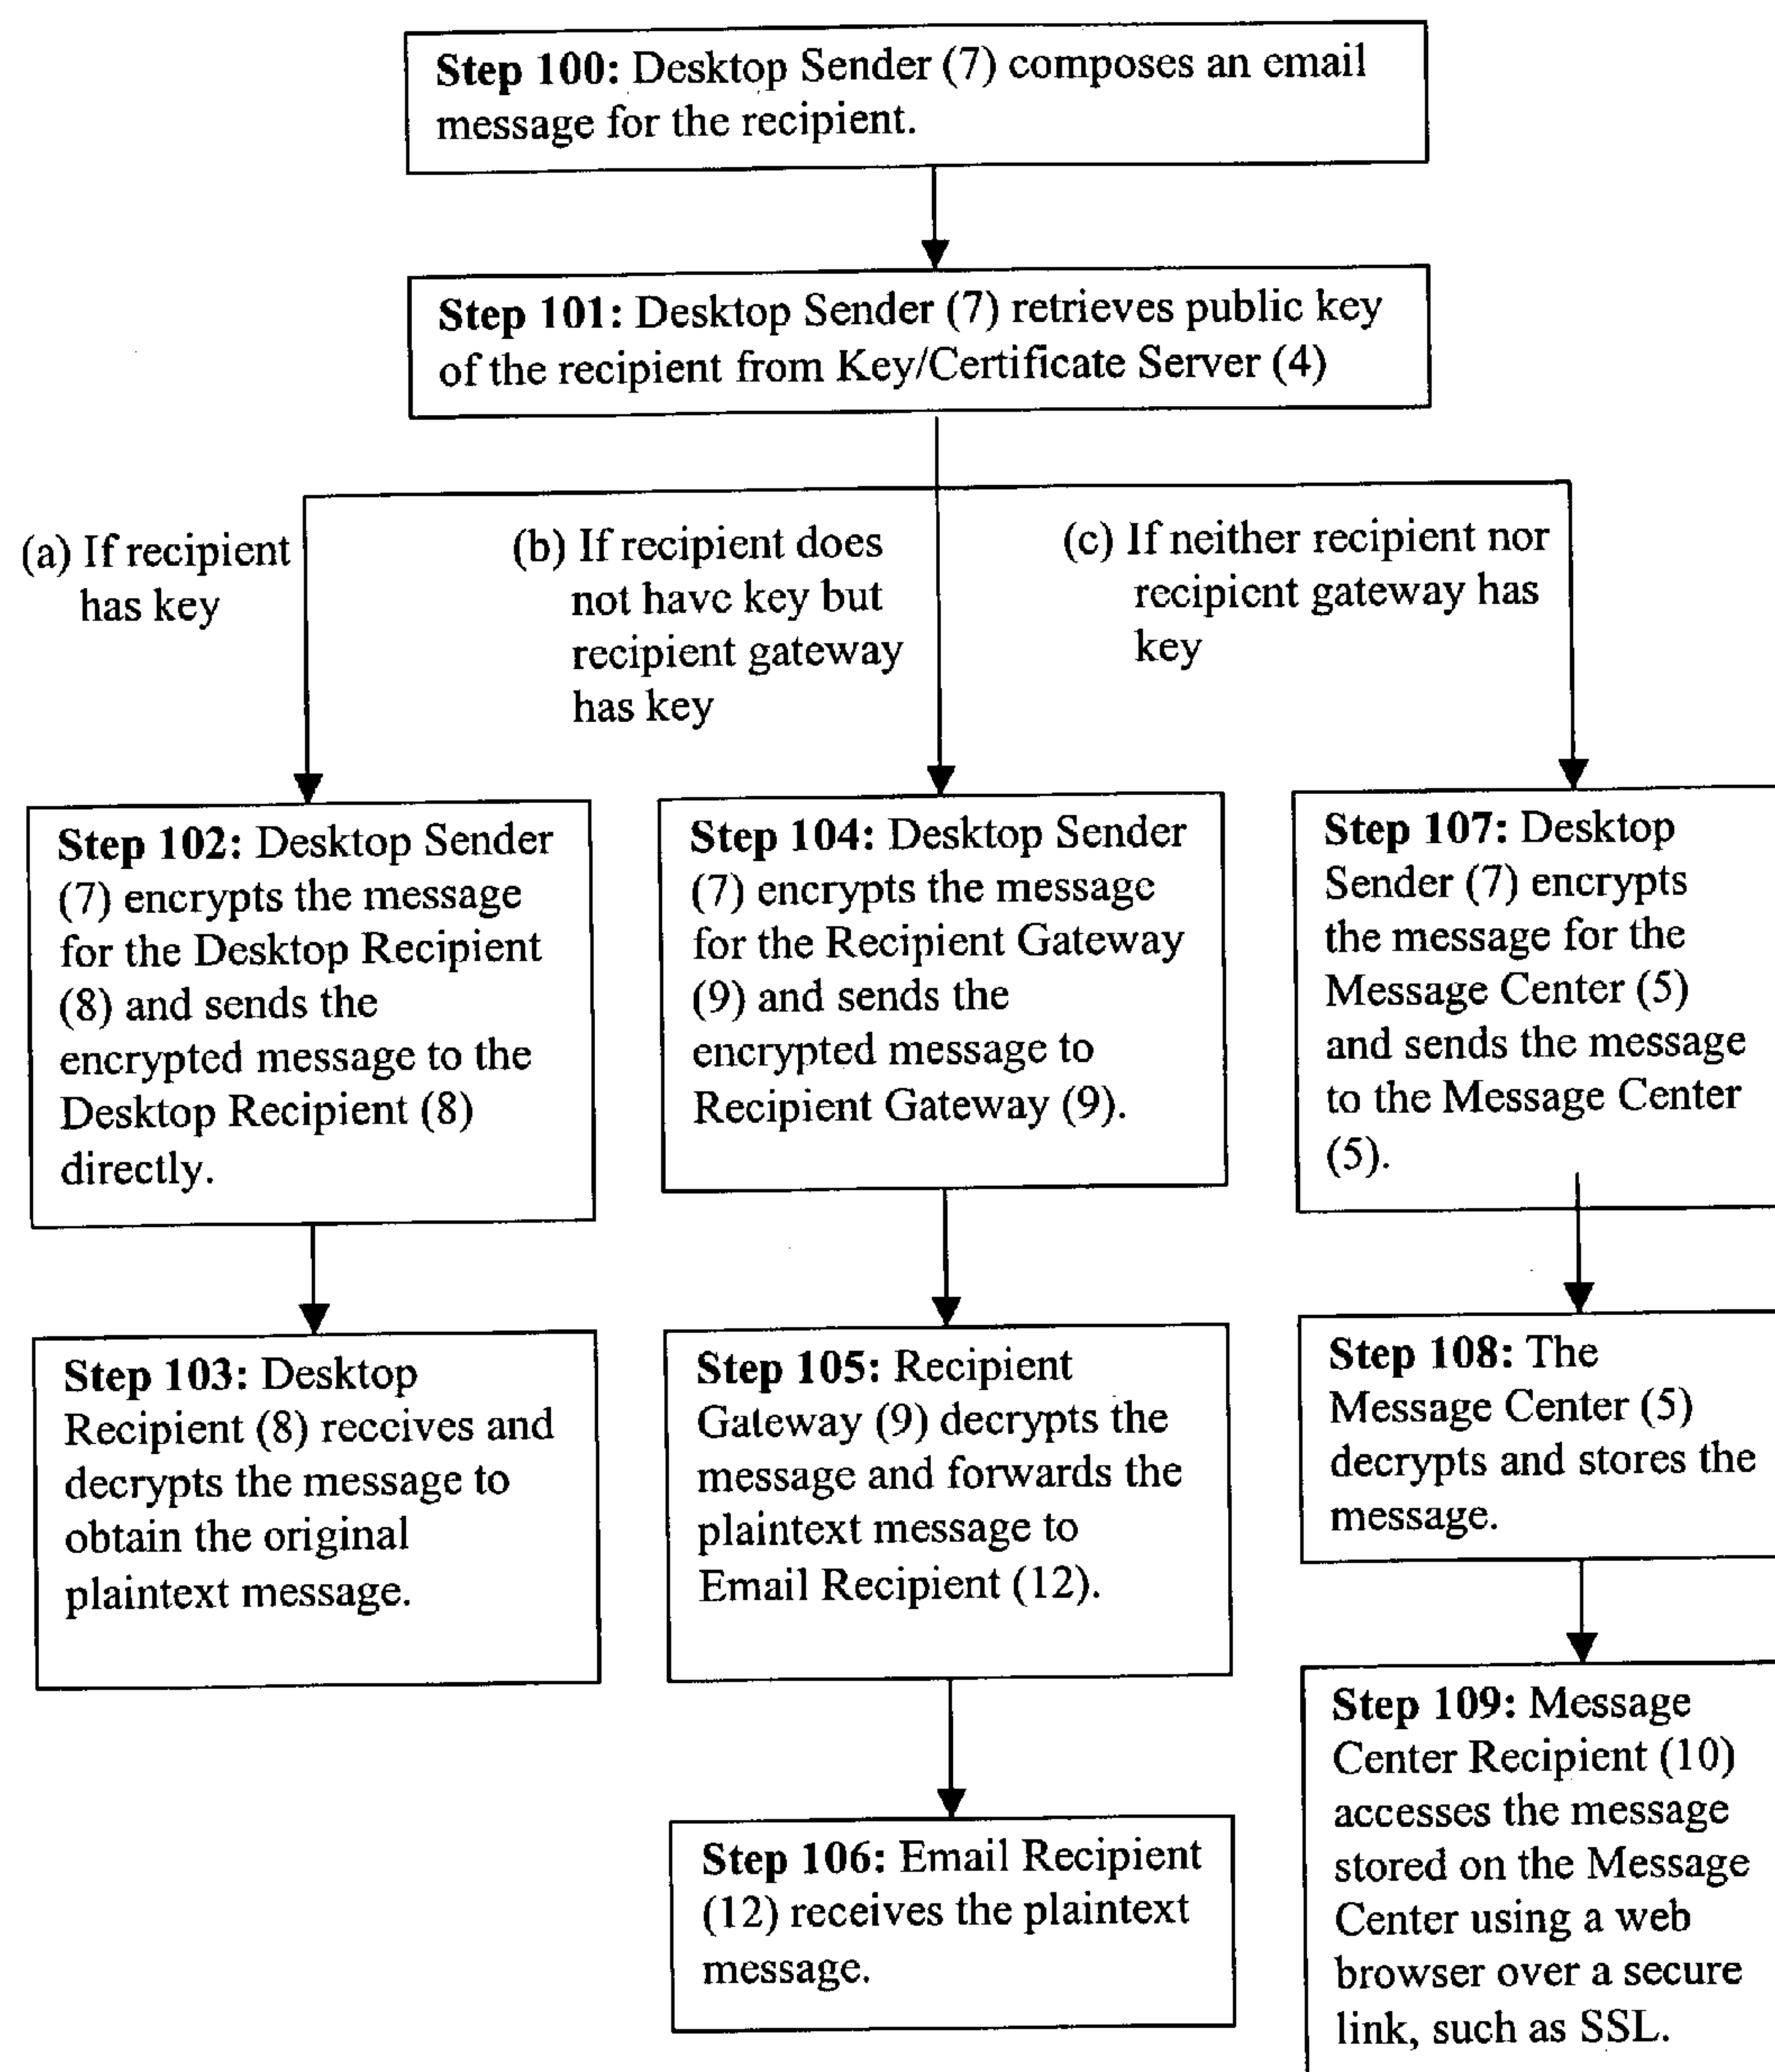 Step 100: Desktop Sender (7) composes an email
message for the recipient.
Step 101: Desktop Sender (7) retrieves public key
of the recipient from Key/Certificate Server (4)
(a) If recipient
has key
(b) If recipient does
not have key but
recipient gateway
has key
(c) If neither recipient nor
recipient gateway has
key
Step 102: Desktop Sender
(7) encrypts the message
for the Desktop Recipient
(8) and sends the
encrypted message to the
Desktop Recipient (8)
directly.
Step 104: Desktop Sender
(7) encrypts the message
for the Recipient Gateway
(9) and sends the
encrypted message to
Recipient Gateway (9).
Step 107: Desktop
Sender (7) encrypts
the message for the
Message Center (5)
and sends the message
to the Message Center
(5).
Step 103: Desktop
Recipient (8) receives and
decrypts the message to
obtain the original
plaintext message.
Step 105: Recipient
Gateway (9) decrypts the
message and forwards the
plaintext message to
Email Recipient (12).
Step 108: The
Message Center (5)
decrypts and stores the
message.
Step 106: Email Recipient
(12) receives the plaintext
message.
Step 109: Message
Center Recipient (10)
accesses the message
stored on the Message
Center using a web
browser over a secure
link, such as SSL.